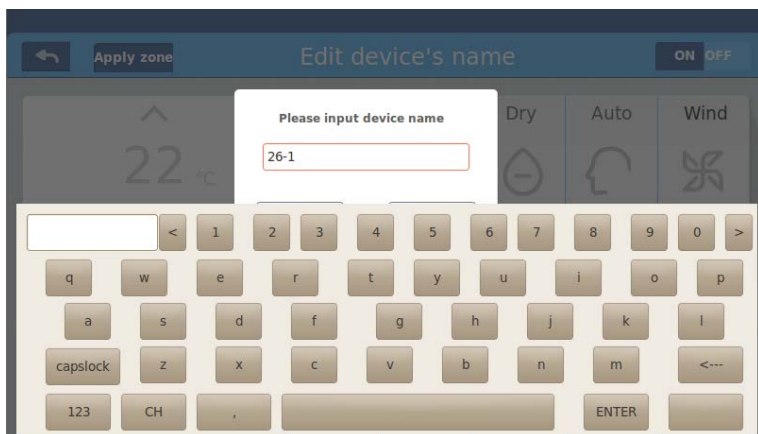 Apply zone Edit device's name ON OFF
Please input device name
Dry Auto Wind
26-1
22 °C
< 1 2 3 4 5 6 7 8 9 0 >
q w e r t y u i o p
a s d f g h j k l
capslock z x c v b n m <---
123 CH , ENTER